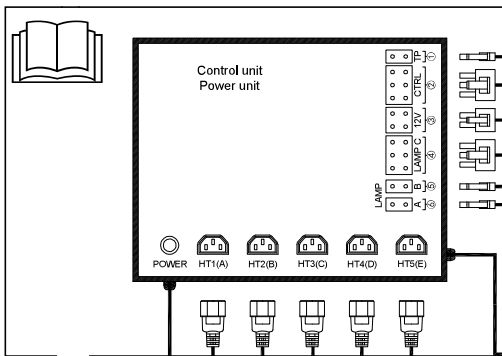 Control unit
Power unit
TP ①
CTRL ②
12V ③
LAMP C ④
LAMP
B ⑤
A ⑥
POWER HT1(A) HT2(B) HT3(C) HT4(D) HT5(E)